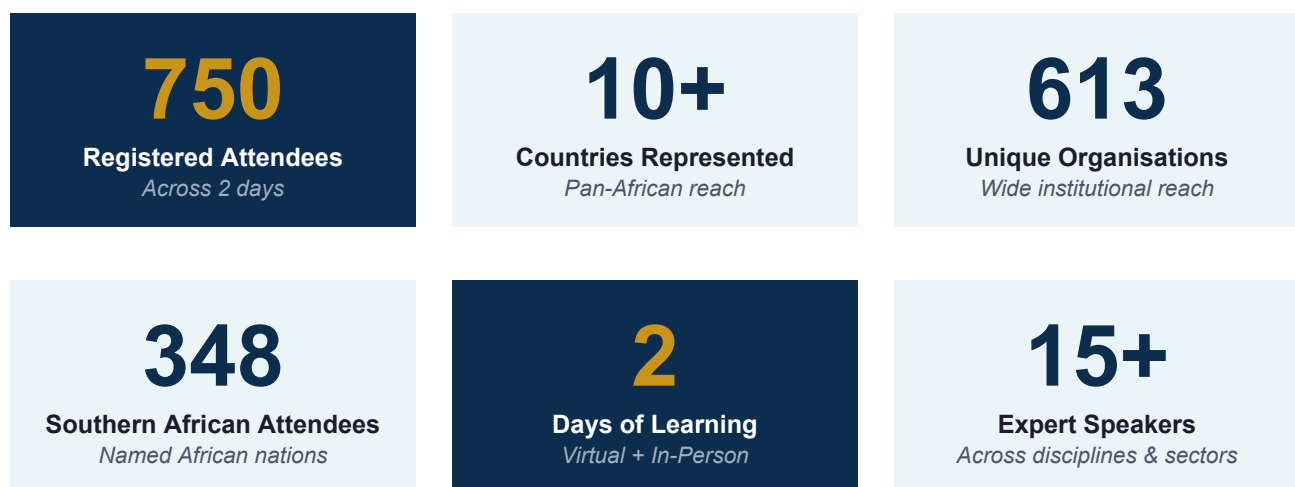 750
Registered Attendees
Across 2 days
10+
Countries Represented
Pan-African reach
613
Unique Organisations
Wide institutional reach
348
Southern African Attendees
Named African nations
2
Days of Learning
Virtual + In-Person
15+
Expert Speakers
Across disciplines & sectors